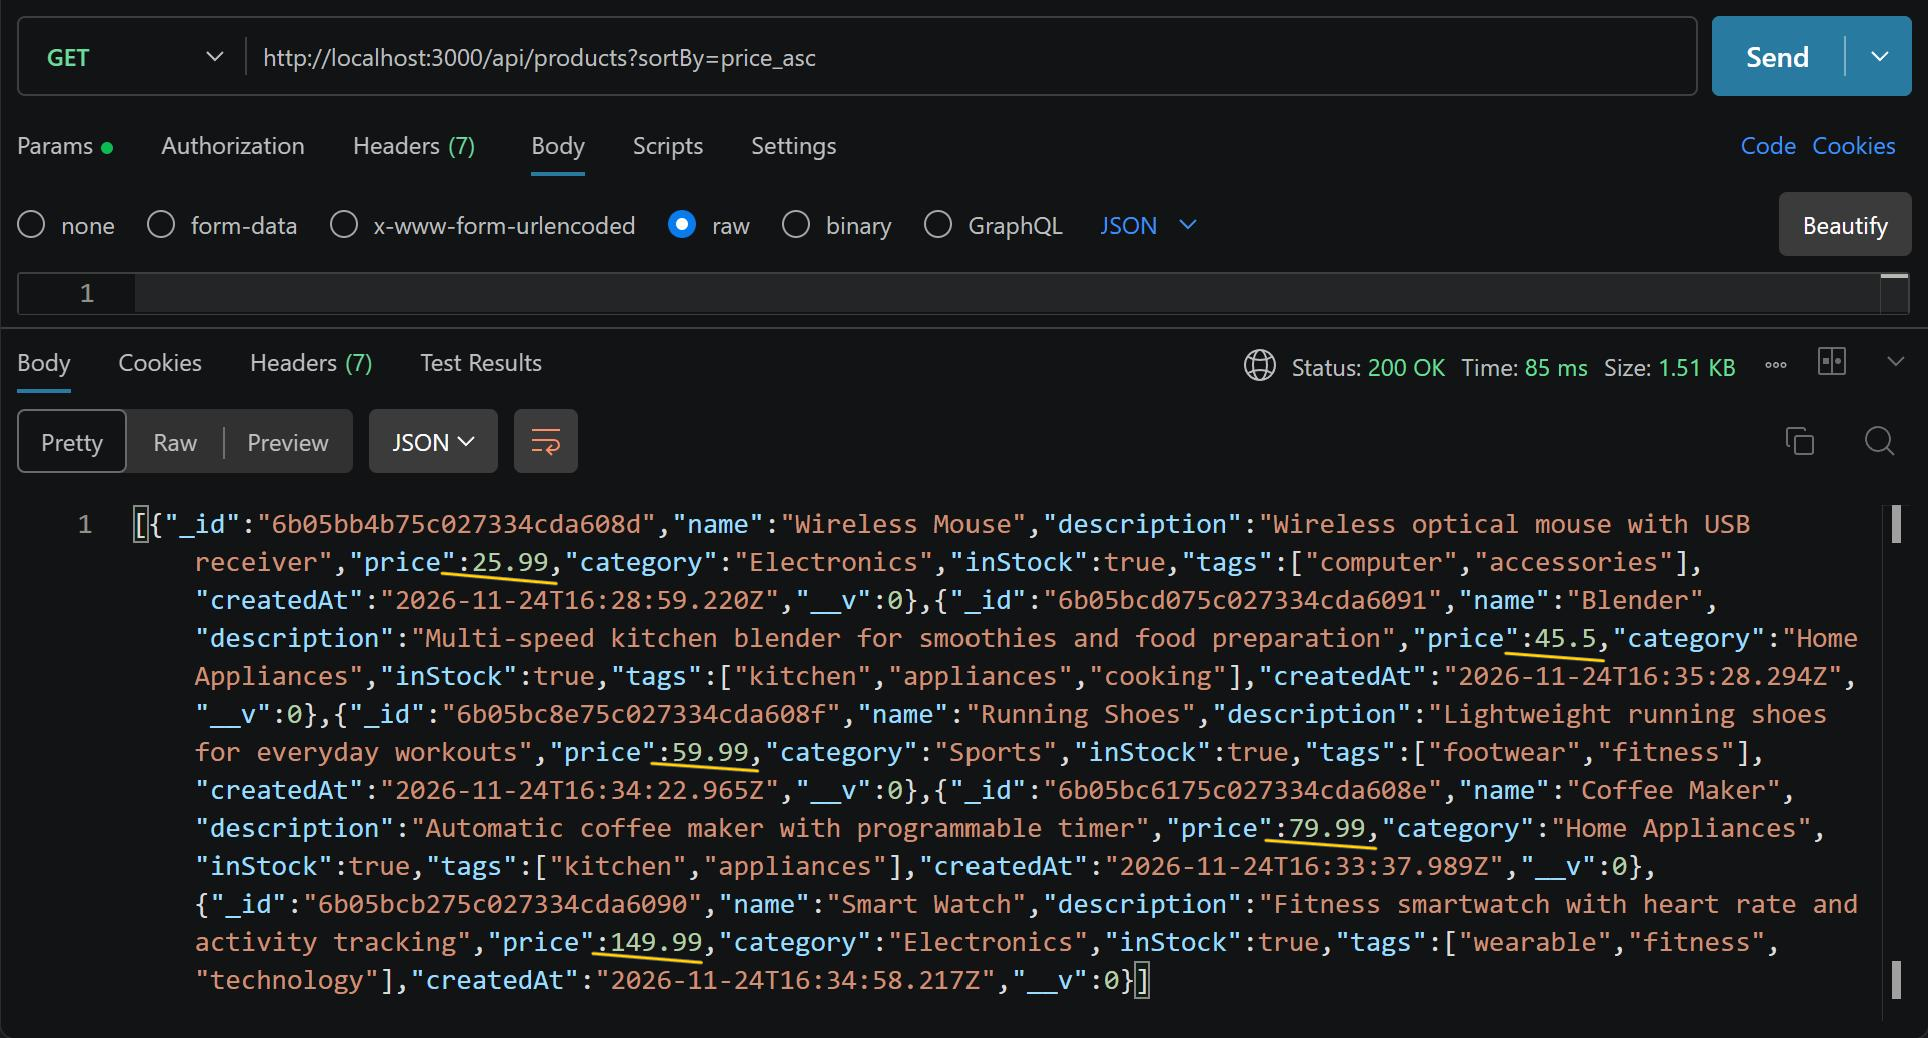 GET http://localhost:3000/api/products?sortBy=price_asc Send
Params Authorization Headers (7) Body Scripts Settings Code Cookies
none form-data x-www-form-urlencoded raw binary GraphQL JSON Beautify
1
Body Cookies Headers (7) Test Results Status: 200 OK Time: 85 ms Size: 1.51 KB
Pretty Raw Preview JSON
1 [{"_id":"6b05bb4b75c027334cda608d","name":"Wireless Mouse","description":"Wireless optical mouse with USB
receiver","price":25.99,"category":"Electronics","inStock":true,"tags":["computer","accessories"],
"createdAt":"2026-11-24T16:28:59.220Z","__v":0},{"_id":"6b05bcd075c027334cda6091","name":"Blender",
"description":"Multi-speed kitchen blender for smoothies and food preparation","price":45.5,"category":"Home
Appliances","inStock":true,"tags":["kitchen","appliances","cooking"],"createdAt":"2026-11-24T16:35:28.294Z",
"__v":0},{"_id":"6b05bc8e75c027334cda608f","name":"Running Shoes","description":"Lightweight running shoes
for everyday workouts","price":59.99,"category":"Sports","inStock":true,"tags":["footwear","fitness"],
"createdAt":"2026-11-24T16:34:22.965Z","__v":0},{"_id":"6b05bc6175c027334cda608e","name":"Coffee Maker",
"description":"Automatic coffee maker with programmable timer","price":79.99,"category":"Home Appliances",
"inStock":true,"tags":["kitchen","appliances"],"createdAt":"2026-11-24T16:33:37.989Z","__v":0},
{"_id":"6b05bcb275c027334cda6090","name":"Smart Watch","description":"Fitness smartwatch with heart rate and
activity tracking","price":149.99,"category":"Electronics","inStock":true,"tags":["wearable","fitness",
"technology"],"createdAt":"2026-11-24T16:34:58.217Z","__v":0}]